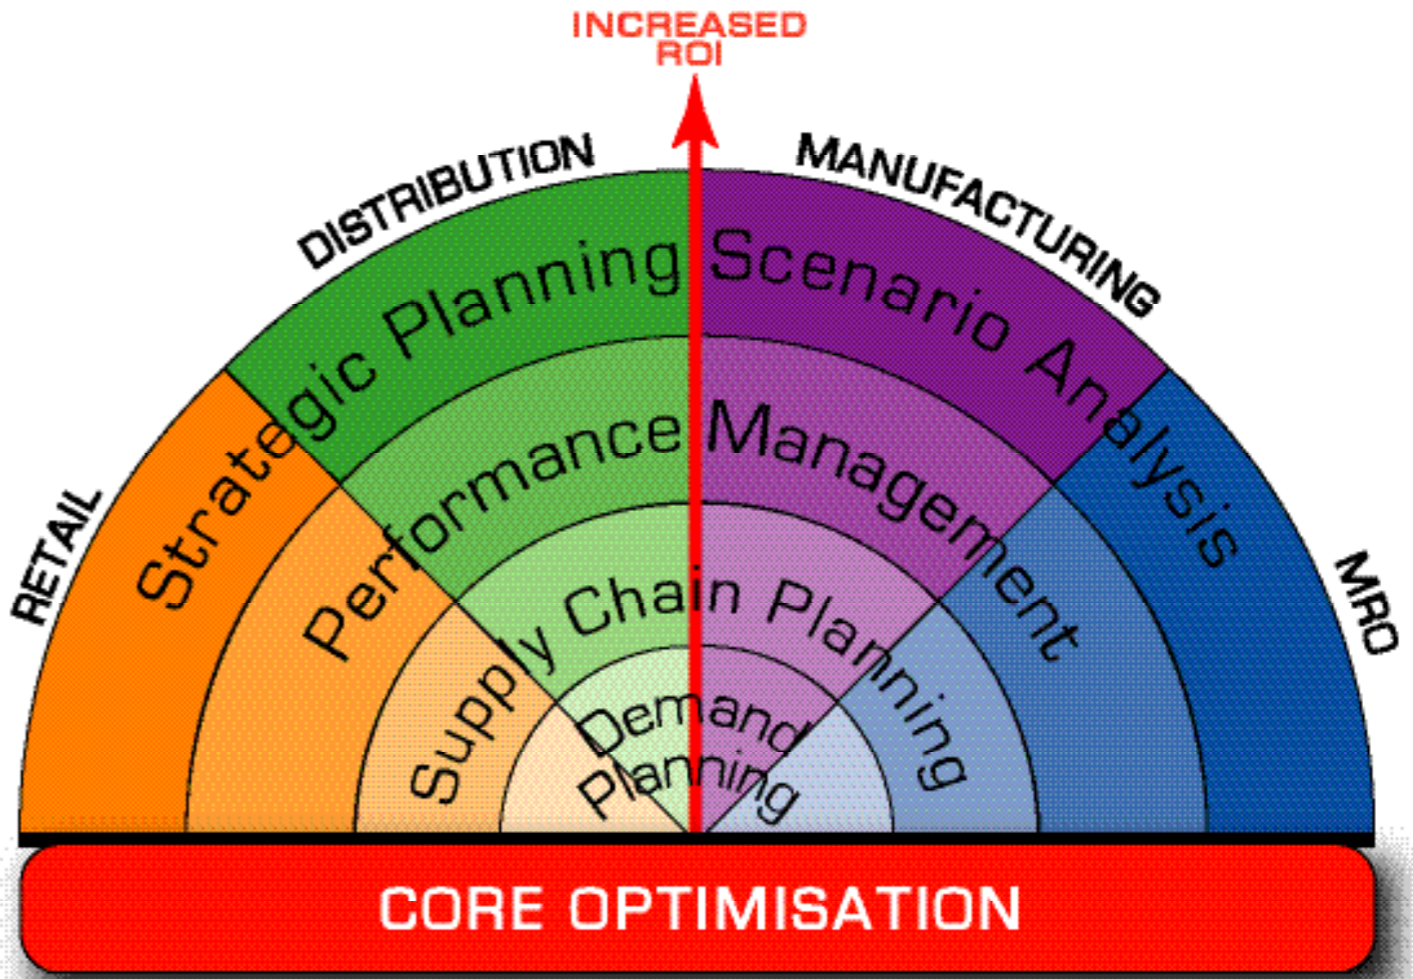 INCREASED
ROI
DISTRIBUTION
MANUFACTURING
RETAIL
MRO
Strategic Planning Scenario Analysis
Performance Management
Supply Chain Planning
Demand
Planning
CORE OPTIMISATION